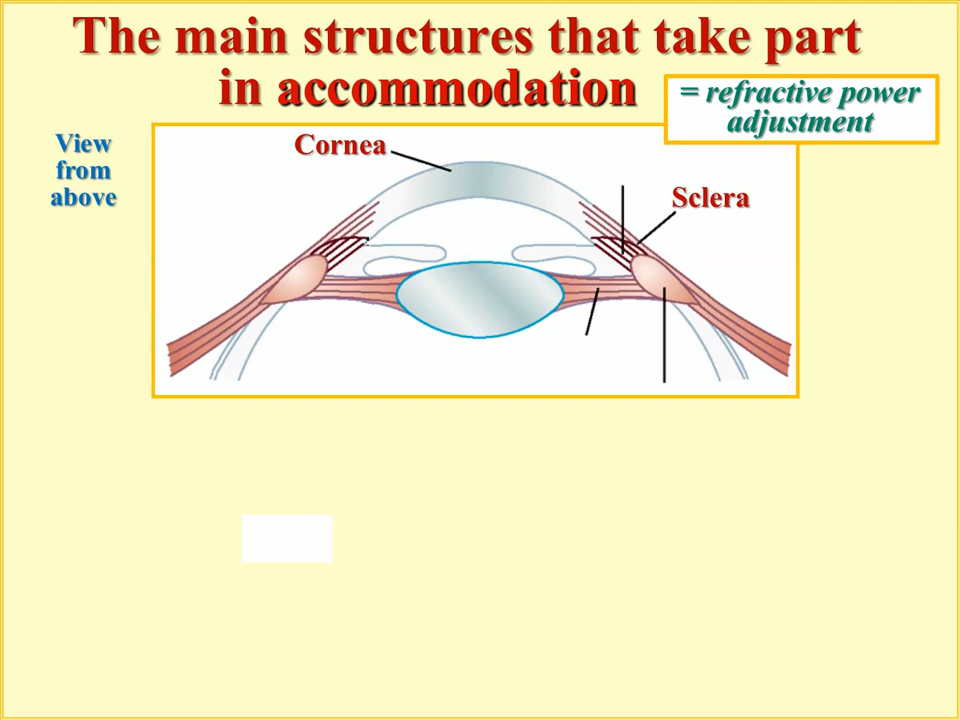 The main structures that take part
in accommodation
= refractive power
adjustment
View
from
above
Cornea
Sclera